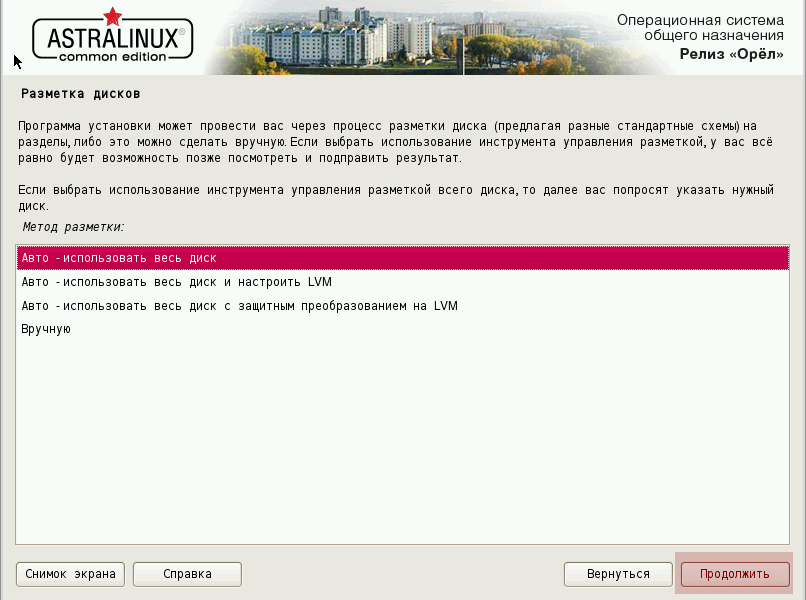 ASTRALINUX®
common edition
Операционная система
общего назначения
Релиз «Орёл»
Разметка дисков
Программа установки может провести вас через процесс разметки диска (предлагая разные стандартные схемы) на
разделы, либо это можно сделать вручную. Если выбрать использование инструмента управления разметкой, у вас всё
равно будет возможность позже посмотреть и подправить результат.
Если выбрать использование инструмента управления разметкой всего диска, то далее вас попросят указать нужный
диск.
Метод разметки:
Авто - использовать весь диск
Авто - использовать весь диск и настроить LVM
Авто - использовать весь диск с защитным преобразованием на LVM
Вручную
Снимок экрана
Справка
Вернуться
Продолжить